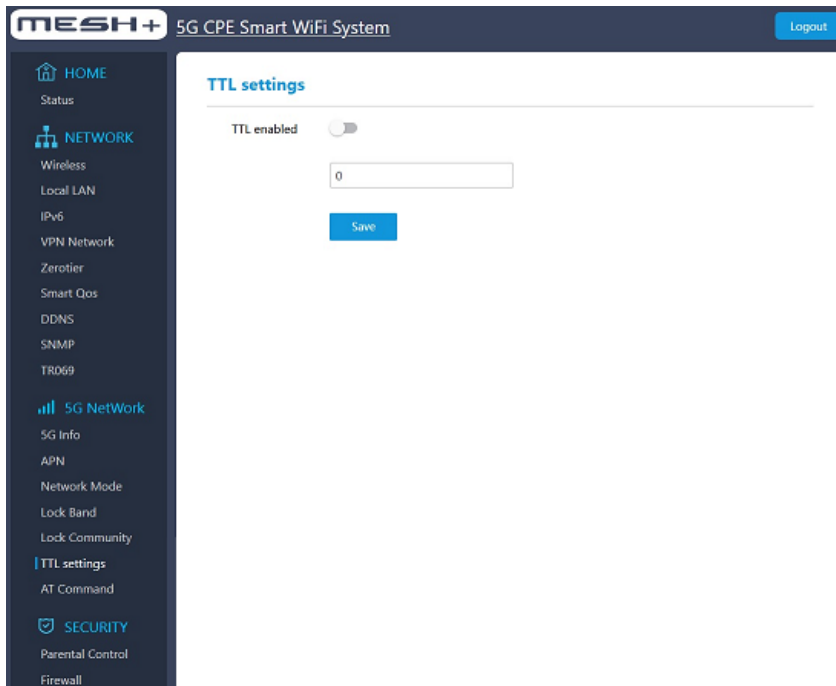 MESH+ 5G CPE Smart WiFi System Logout
HOME
Status
NETWORK
Wireless
Local LAN
IPv6
VPN Network
Zerotier
Smart Qos
DDNS
SNMP
TR069
5G NetWork
5G Info
APN
Network Mode
Lock Band
Lock Community
TTL settings
AT Command
SECURITY
Parental Control
Firewall
TTL settings
TTL enabled
0
Save